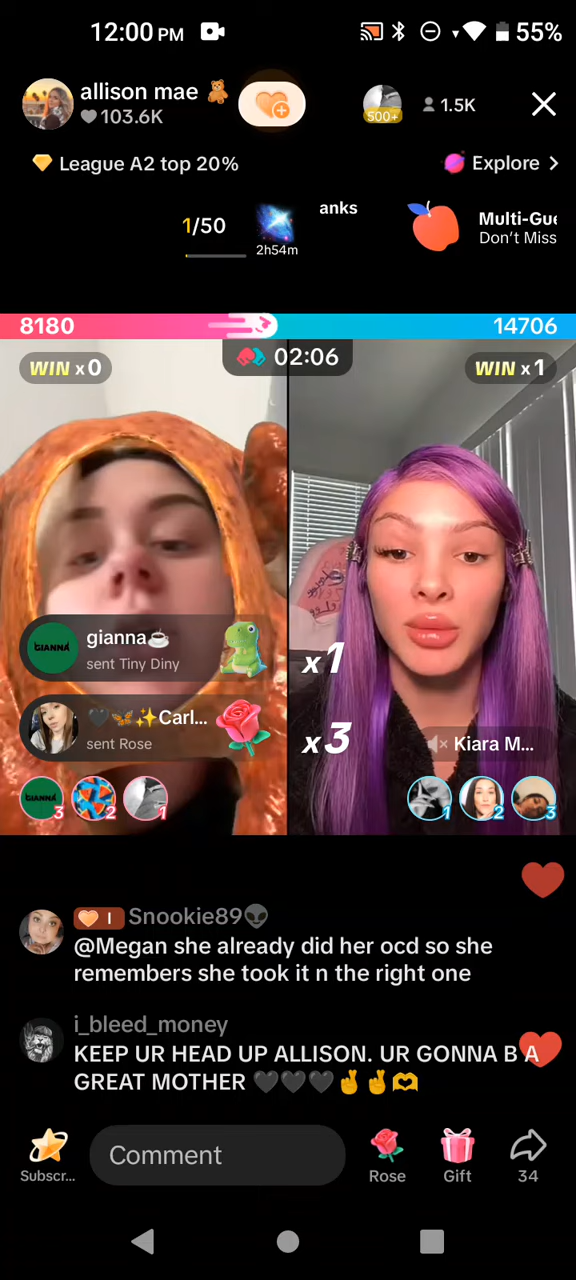 12:00 PM
55%
allison mae 🧸
103.6K
500+
1.5K
League A2 top 20%
Explore
1/50
2h54m
anks
Multi-Gue
Don't Miss
8180
14706
WIN x0
02:06
WIN x1
gianna☕
sent Tiny Diny
x1
🖤🦋✨Carl...
sent Rose
x3
Kiara M...
GIANNA
GIANNA
3
2
1
1
2
3
I Snookie89👽
@Megan she already did her ocd so she
remembers she took it n the right one
i_bleed_money
KEEP UR HEAD UP ALLISON. UR GONNA B A
GREAT MOTHER 🖤🖤🖤🤞🤞🫶
Subscr...
Comment
Rose
Gift
34